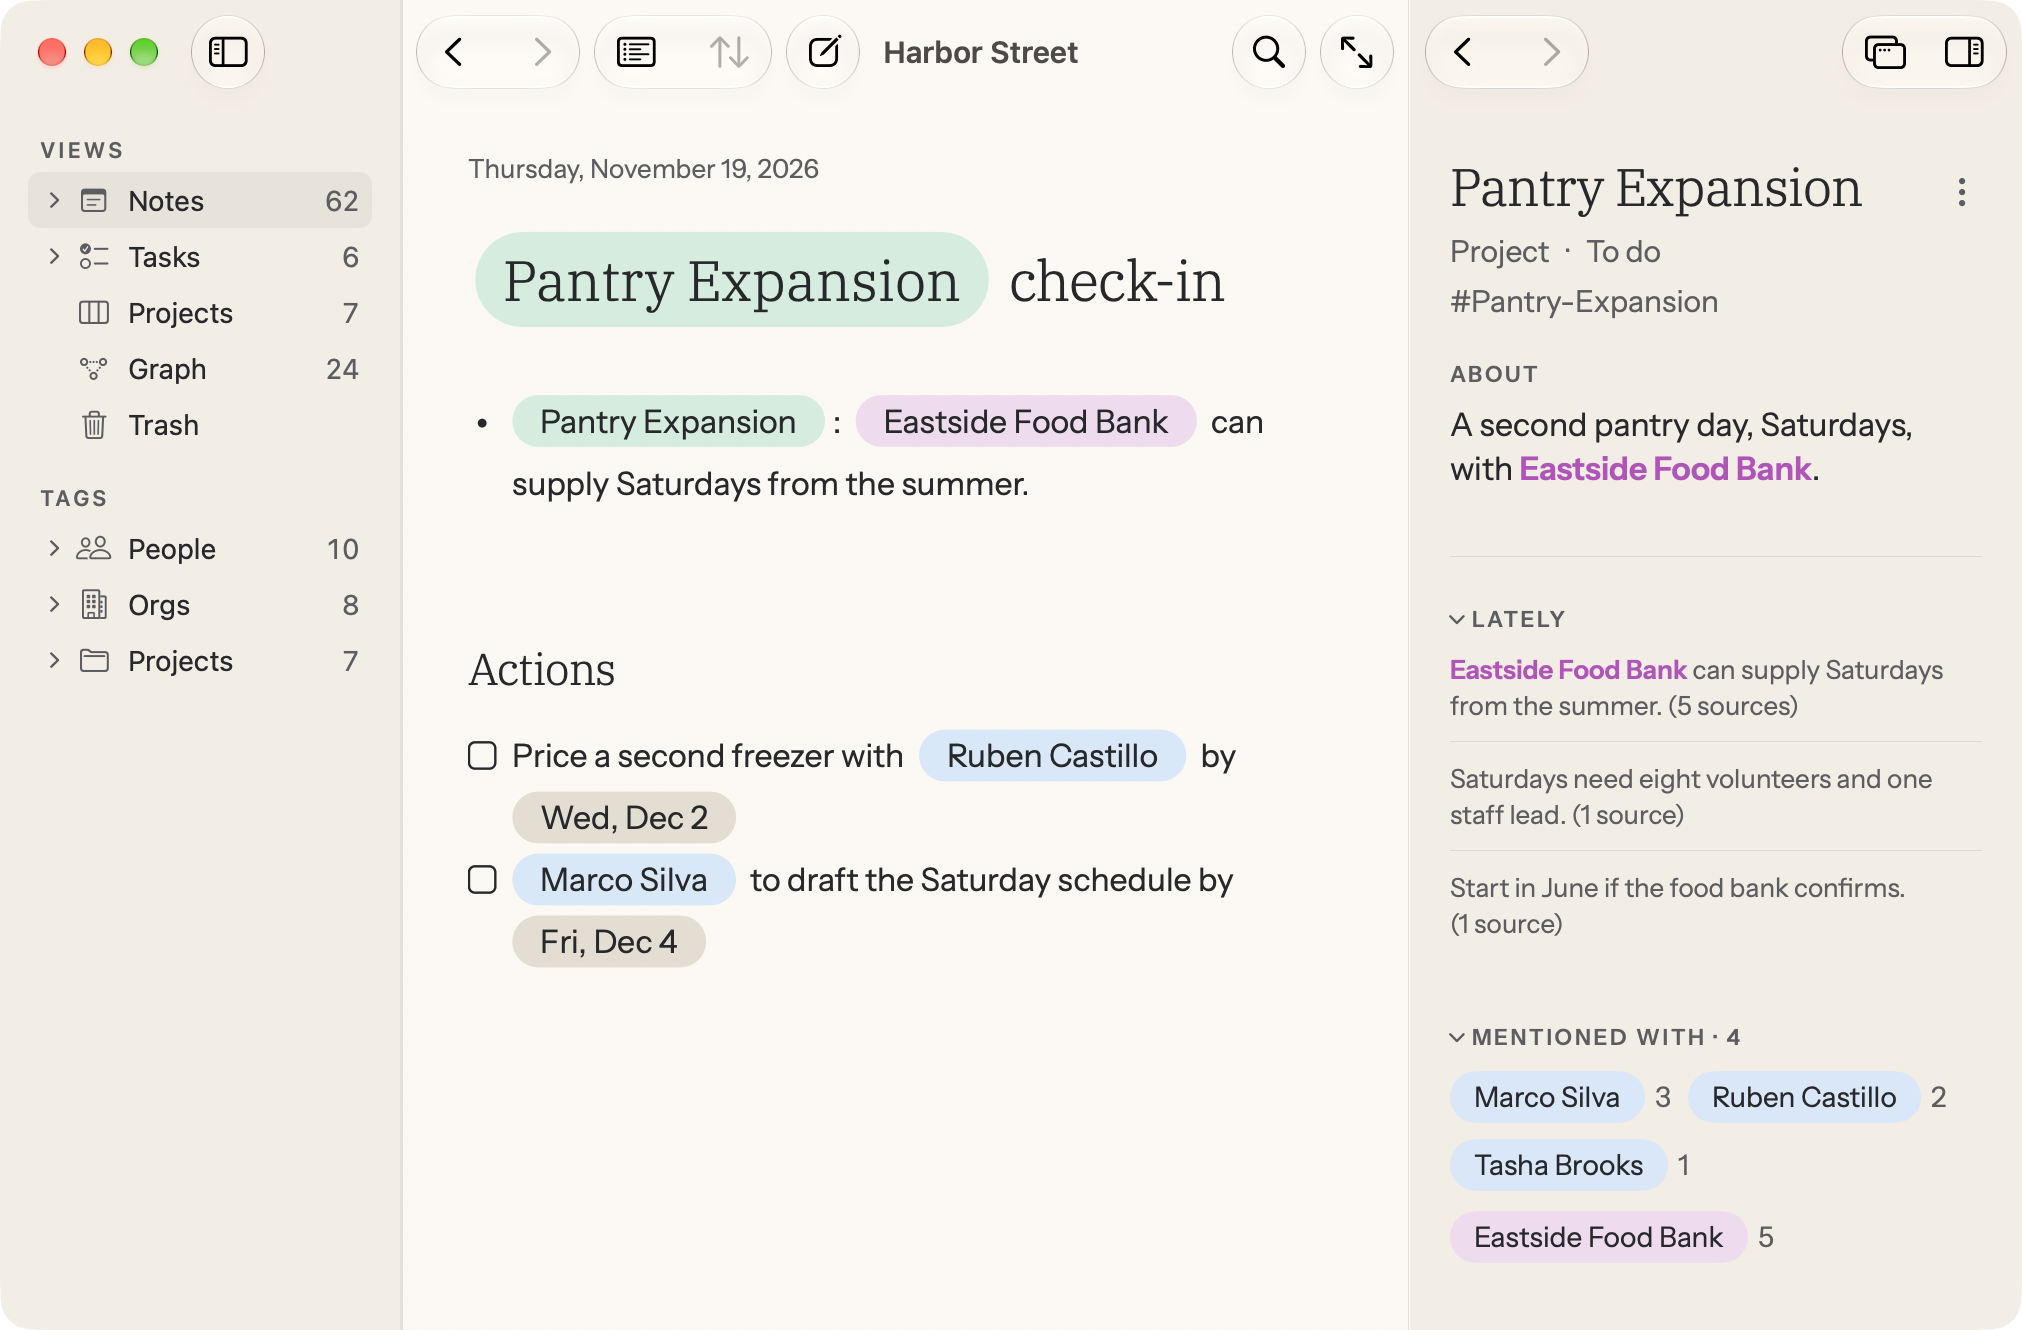 VIEWS
Notes 62
Tasks 6
Projects 7
Graph 24
Trash
TAGS
People 10
Orgs 8
Projects 7
Harbor Street
Thursday, November 19, 2026
Pantry Expansion check-in
• Pantry Expansion : Eastside Food Bank can
supply Saturdays from the summer.
Actions
Price a second freezer with Ruben Castillo by
Wed, Dec 2
Marco Silva to draft the Saturday schedule by
Fri, Dec 4
Pantry Expansion
Project · To do
#Pantry-Expansion
ABOUT
A second pantry day, Saturdays,
with Eastside Food Bank.
LATELY
Eastside Food Bank can supply Saturdays
from the summer. (5 sources)
Saturdays need eight volunteers and one
staff lead. (1 source)
Start in June if the food bank confirms.
(1 source)
MENTIONED WITH · 4
Marco Silva 3 Ruben Castillo 2
Tasha Brooks 1
Eastside Food Bank 5